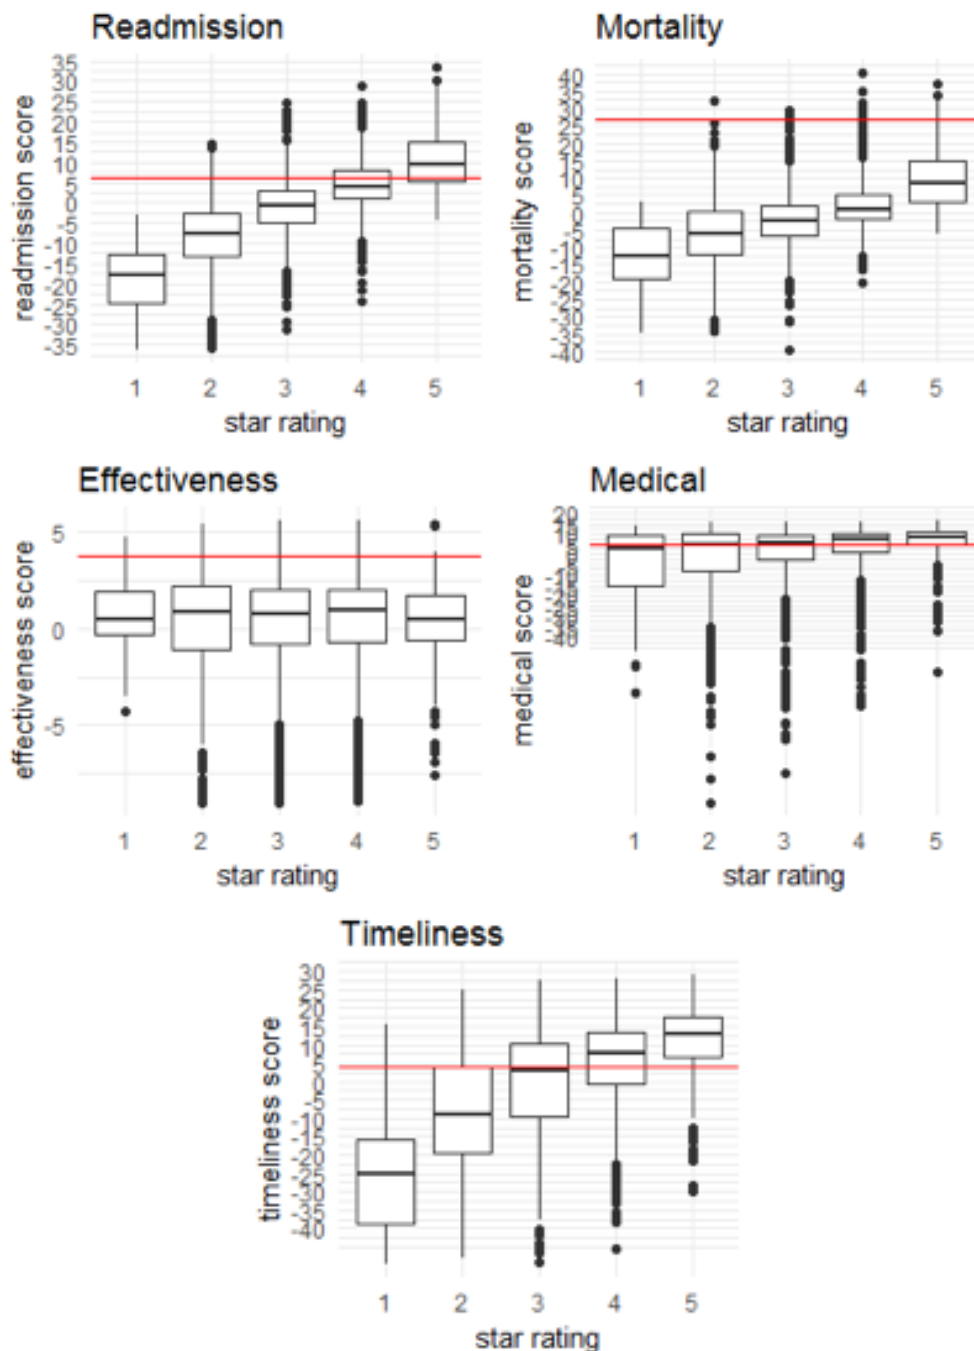 Readmission
readmission score
35
30
25
20
15
10
5
0
-5
-10
-15
-20
-25
-30
-35
1 2 3 4 5
star rating
Mortality
mortality score
40
35
30
25
20
15
10
5
0
-5
-10
-15
-20
-25
-30
-35
-40
1 2 3 4 5
star rating
Effectiveness
effectiveness score
5
0
-5
1 2 3 4 5
star rating
Medical
medical score
20
-40
1 2 3 4 5
star rating
Timeliness
timeliness score
30
25
20
15
10
5
0
-5
-10
-15
-20
-25
-30
-35
-40
1 2 3 4 5
star rating